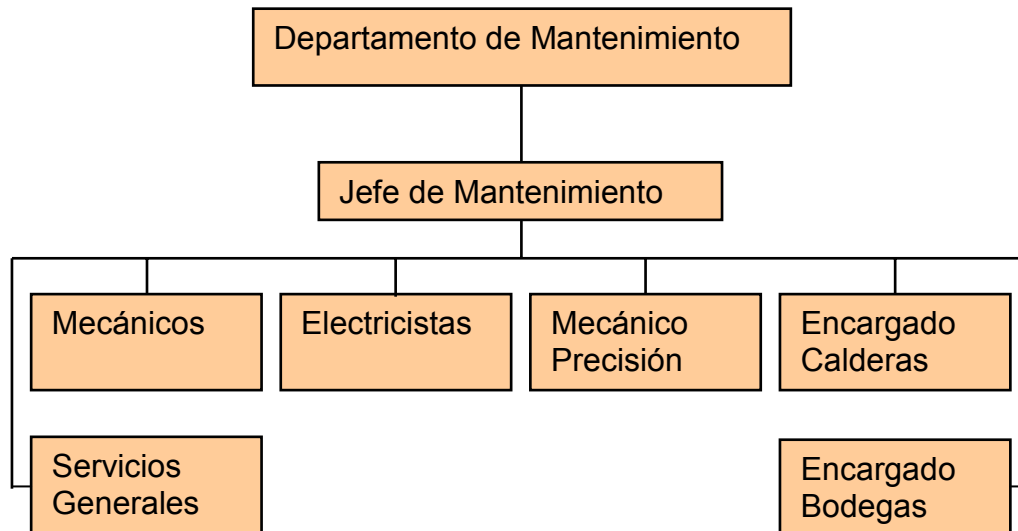 Departamento de Mantenimiento
Jefe de Mantenimiento
Mecánicos
Electricistas
Mecánico
Precisión
Encargado
Calderas
Servicios
Generales
Encargado
Bodegas